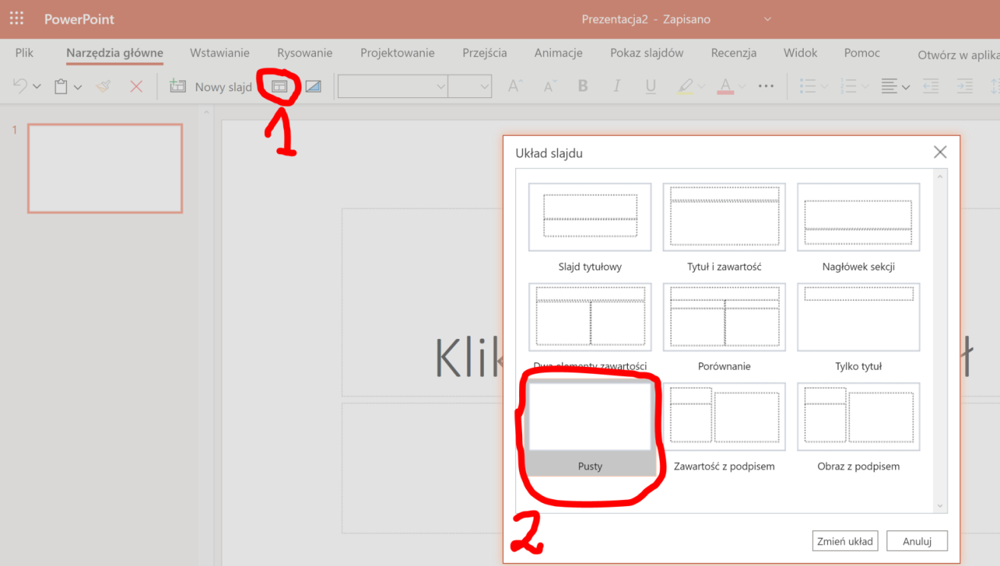 PowerPoint
Prezentacja2 - Zapisano
Plik Narzędzia główne Wstawianie Rysowanie Projektowanie Przejścia Animacje Pokaz slajdów Recenzja Widok Pomoc Otwórz w aplika
Nowy slajd A A B I U A
1
1
Układ slajdu
Slajd tytułowy Tytuł i zawartość Nagłówek sekcji
Dwa elementy zawartości Porównanie Tylko tytuł
Klik ł
Pusty Zawartość z podpisem Obraz z podpisem
2
Zmień układ Anuluj